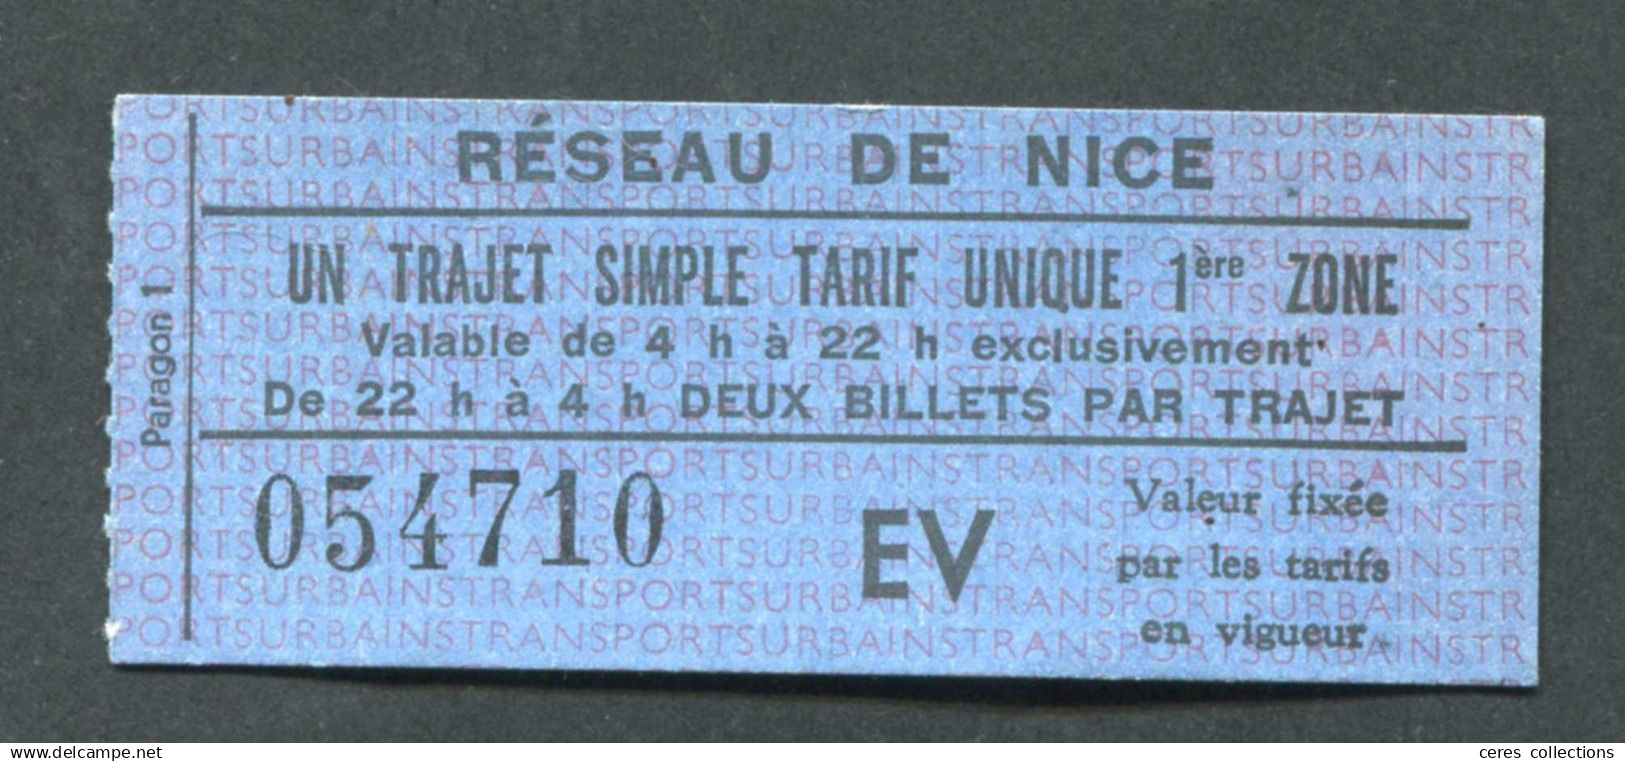 RÉSEAU DE NICE
UN TRAJET SIMPLE TARIF UNIQUE 1ère ZONE
Valable de 4 h à 22 h exclusivement
De 22 h à 4 h DEUX BILLETS PAR TRAJET
054710
EV
Valeur fixée
par les tarifs
en vigueur
Paragon 1
PORTSURBAINSTRANSPORTSURBAINSTRANSPORTSURBAINSTR
www.delcampe.net
ceres collections